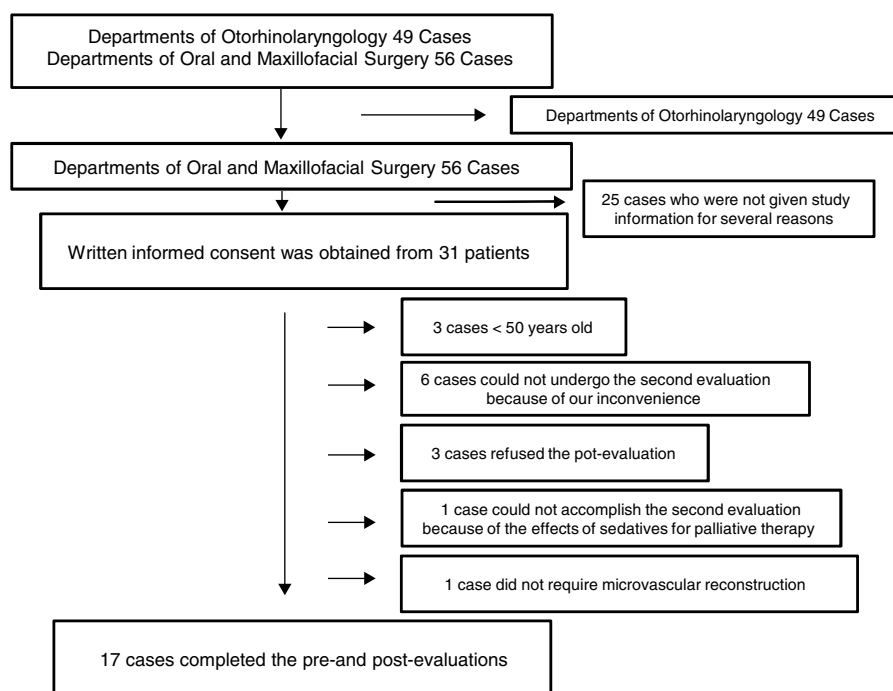 Departments of Otorhinolaryngology 49 Cases
Departments of Oral and Maxillofacial Surgery 56 Cases
Departments of Otorhinolaryngology 49 Cases
Departments of Oral and Maxillofacial Surgery 56 Cases
25 cases who were not given study
information for several reasons
Written informed consent was obtained from 31 patients
3 cases < 50 years old
6 cases could not undergo the second evaluation
because of our inconvenience
3 cases refused the pot-evaluation
1 case could not accomplish the second evaluation
because of the effects of sedatives for palliative therapy
1 case did not require microvascular reconstruction
17 cases completed the pre-and post-evaluations